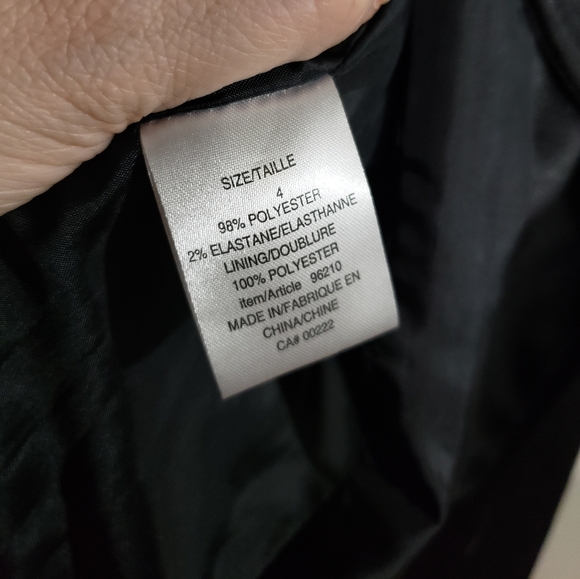 SIZE/TAILLE
4
98% POLYESTER
2% ELASTANE/ELASTHANNE
LINING/DOUBLURE
100% POLYESTER
item/Article 96210
MADE IN/FABRIQUE EN
CHINA/CHINE
CA# 00222